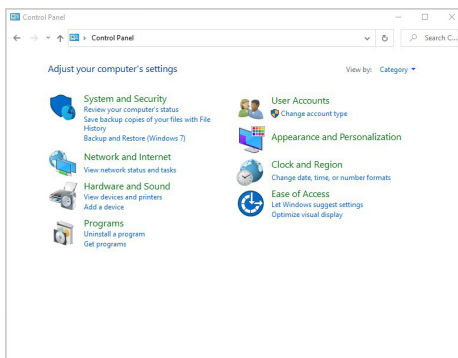 Control Panel
Control Panel
Search C...
Adjust your computer's settings
View by: Category
System and Security
Review your computer's status
Save backup copies of your files with File
History
Backup and Restore (Windows 7)
Network and Internet
View network status and tasks
Hardware and Sound
View devices and printers
Add a device
Programs
Uninstall a program
Get programs
User Accounts
Change account type
Appearance and Personalization
Clock and Region
Change date, time, or number formats
Ease of Access
Let Windows suggest settings
Optimize visual display